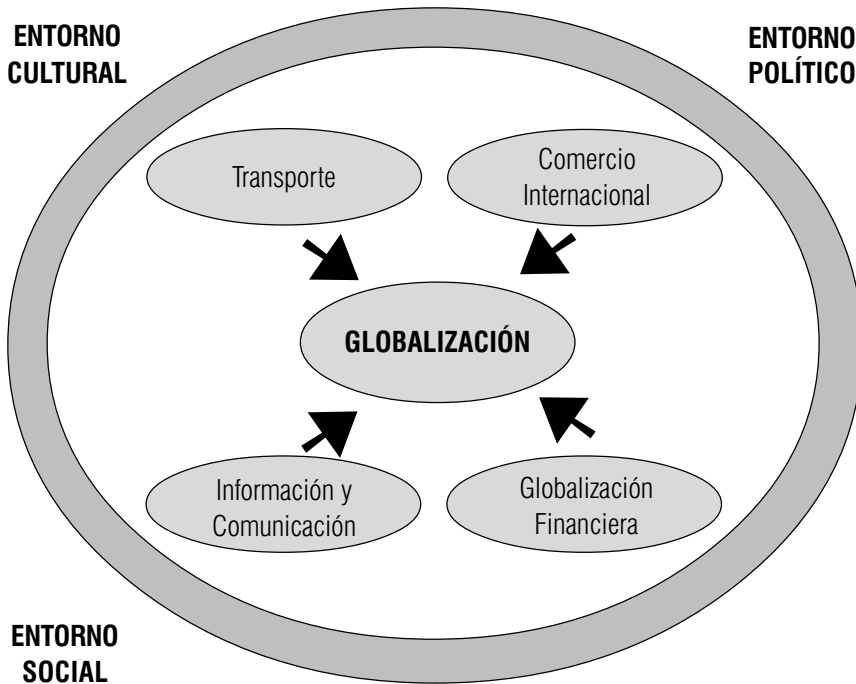 ENTORNO
CULTURAL
ENTORNO
POLÍTICO
Transporte
Comercio
Internacional
GLOBALIZACIÓN
Información y
Comunicación
Globalización
Financiera
ENTORNO
SOCIAL